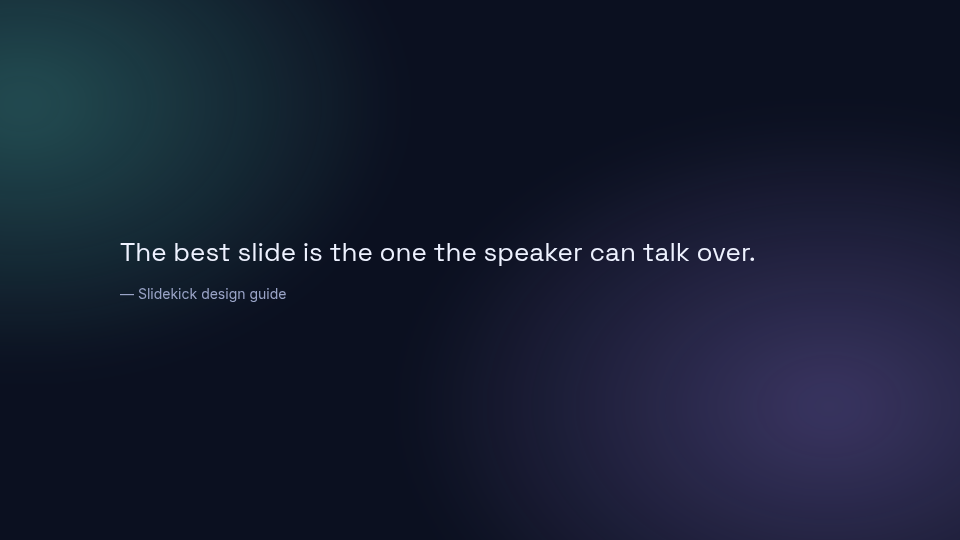 The best slide is the one the speaker can talk over.
— Slidekick design guide